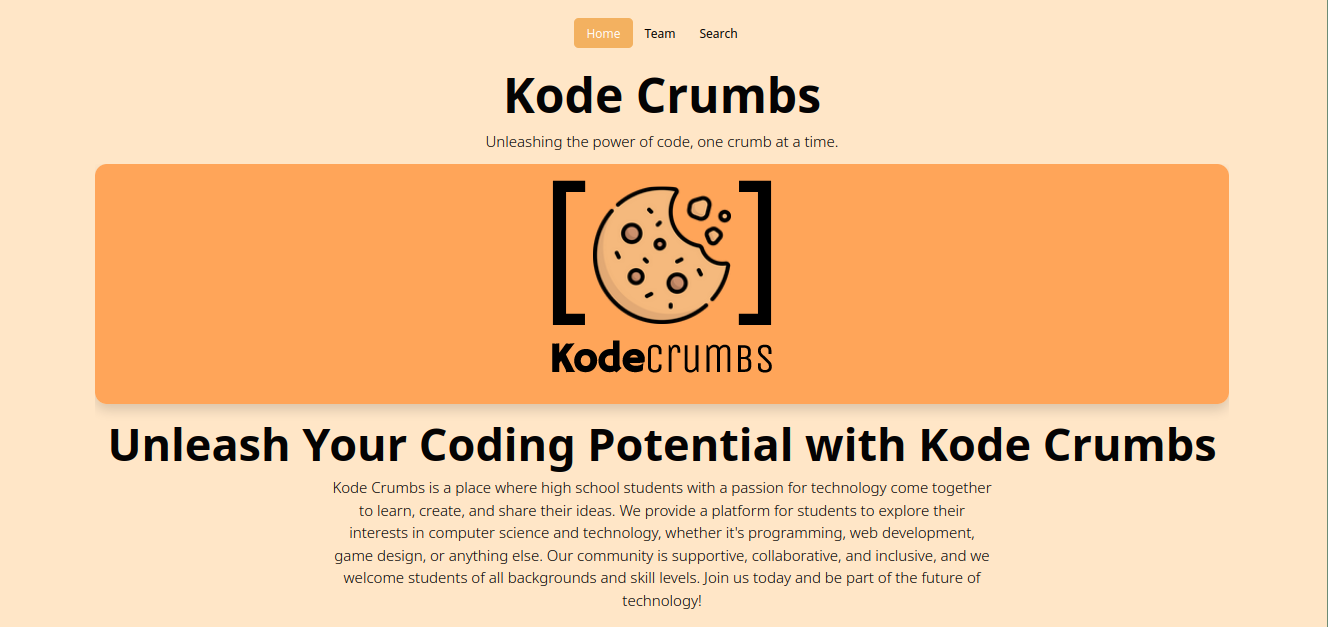 Home Team Search
Kode Crumbs
Unleashing the power of code, one crumb at a time.
Kodecrumbs
Unleash Your Coding Potential with Kode Crumbs
Kode Crumbs is a place where high school students with a passion for technology come together
to learn, create, and share their ideas. We provide a platform for students to explore their
interests in computer science and technology, whether it's programming, web development,
game design, or anything else. Our community is supportive, collaborative, and inclusive, and we
welcome students of all backgrounds and skill levels. Join us today and be part of the future of
technology!